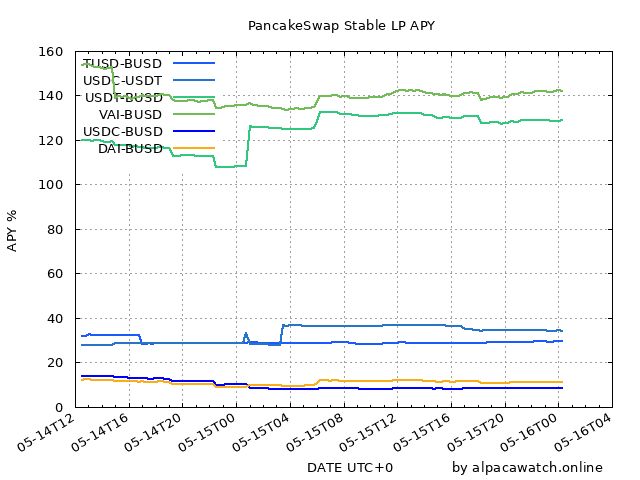 PancakeSwap Stable LP APY
160
140
120
100
80
60
40
20
0
APY %
TUSD-BUSD
USDC-USDT
USDT-BUSD
VAI-BUSD
USDC-BUSD
DAI-BUSD
05-14T12
05-14T16
05-14T20
05-15T00
05-15T04
05-15T08
05-15T12
05-15T16
05-15T20
05-16T00
05-16T04
DATE UTC+0
by alpacawatch.online